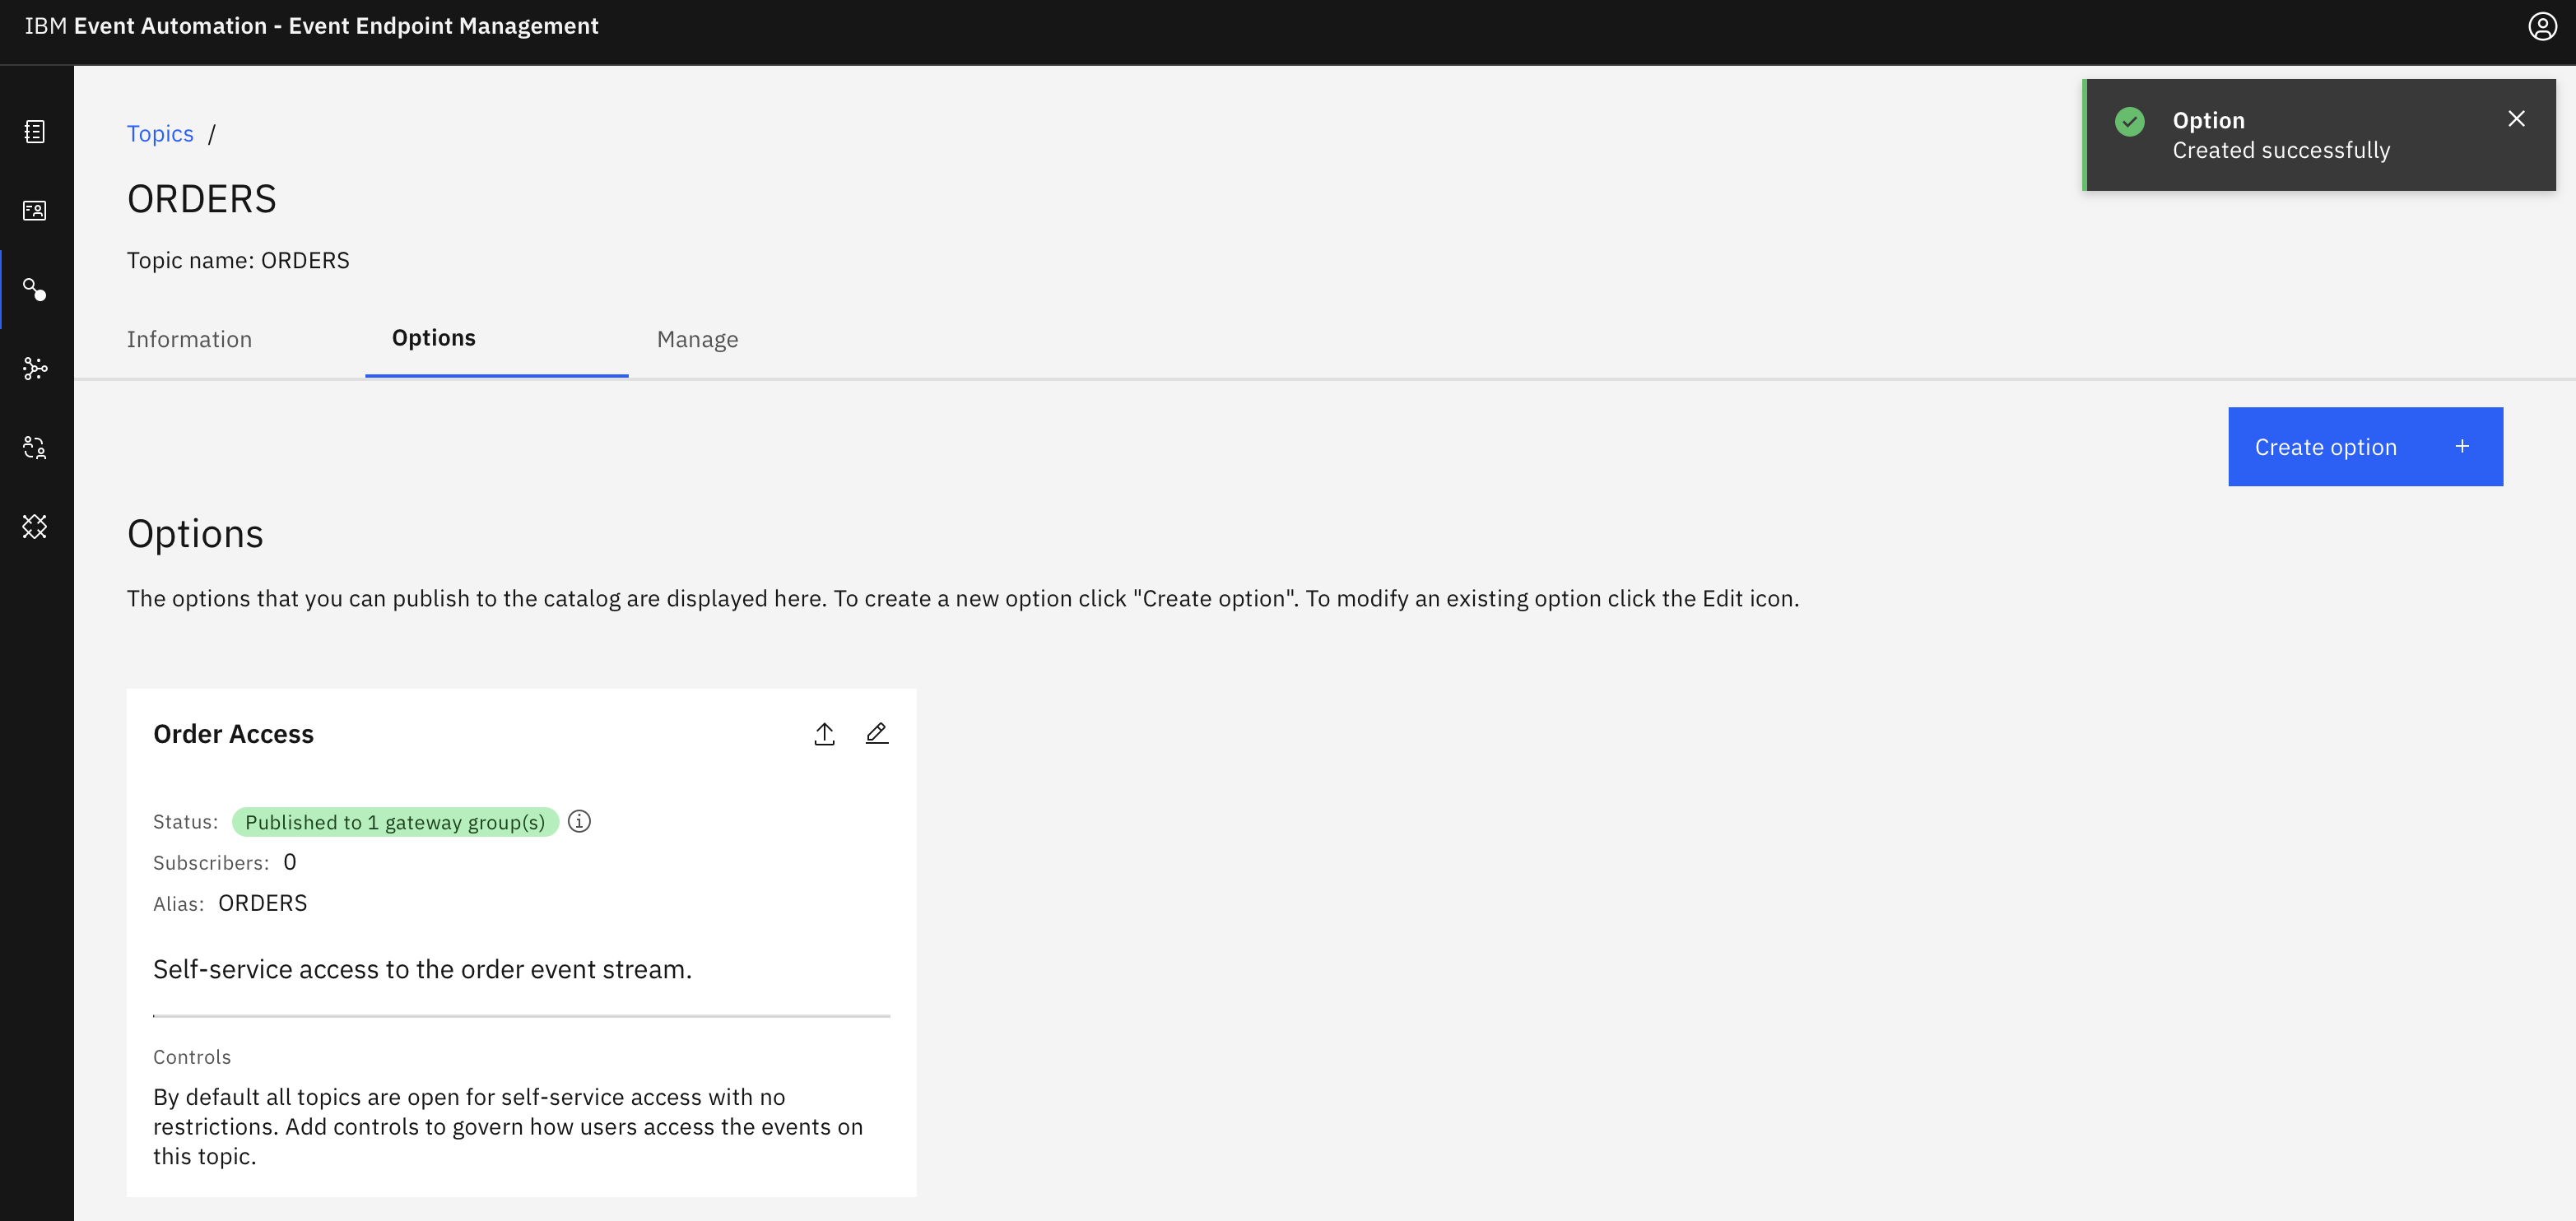 IBM Event Automation - Event Endpoint Management
Option
Created successfully
Topics /
ORDERS
Topic name: ORDERS
Information
Options
Manage
Create option +
Options
The options that you can publish to the catalog are displayed here. To create a new option click "Create option". To modify an existing option click the Edit icon.
Order Access
Status: Published to 1 gateway group(s)
Subscribers: 0
Alias: ORDERS
Self-service access to the order event stream.
Controls
By default all topics are open for self-service access with no
restrictions. Add controls to govern how users access the events on
this topic.